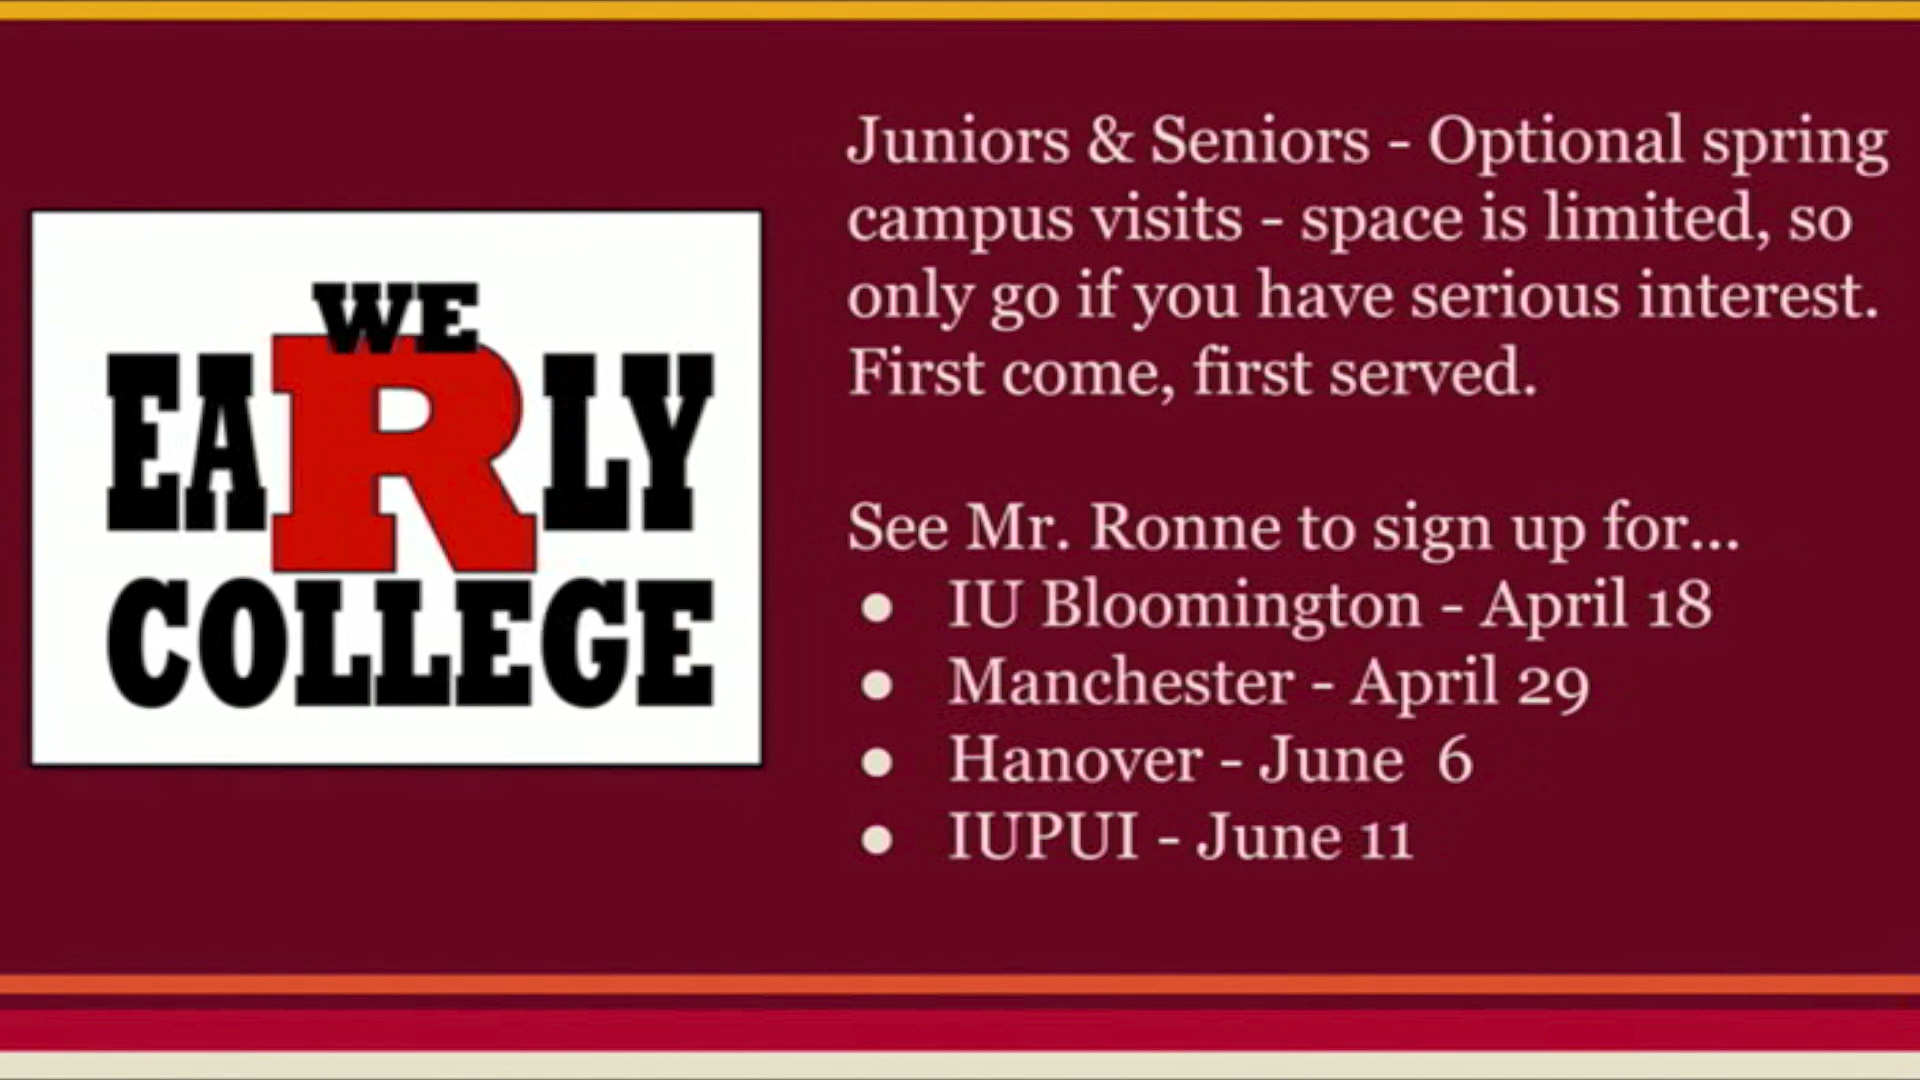 WE
EARLY
COLLEGE
Juniors & Seniors - Optional spring
campus visits - space is limited, so
only go if you have serious interest.
First come, first served.
See Mr. Ronne to sign up for...
● IU Bloomington - April 18
● Manchester - April 29
● Hanover - June  6
● IUPUI - June 11